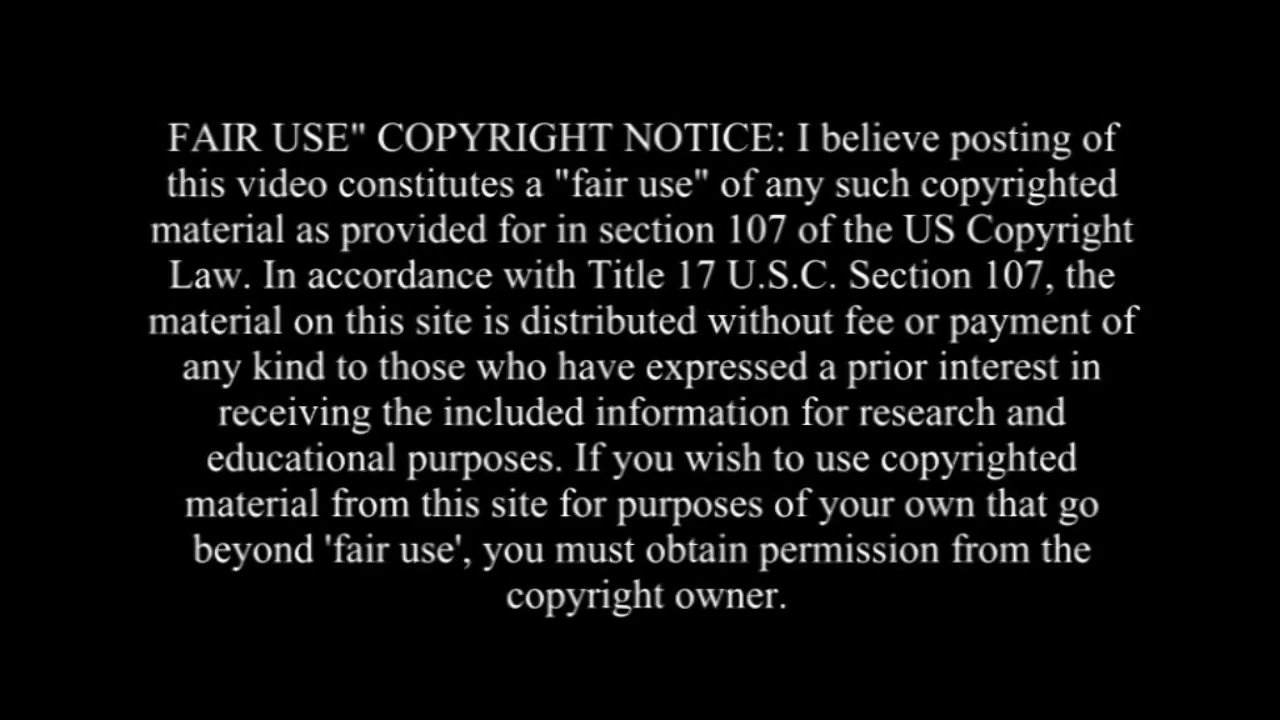 FAIR USE" COPYRIGHT NOTICE: I believe posting of
this video constitutes a "fair use" of any such copyrighted
material as provided for in section 107 of the US Copyright
Law. In accordance with Title 17 U.S.C. Section 107, the
material on this site is distributed without fee or payment of
any kind to those who have expressed a prior interest in
receiving the included information for research and
educational purposes. If you wish to use copyrighted
material from this site for purposes of your own that go
beyond 'fair use', you must obtain permission from the
copyright owner.